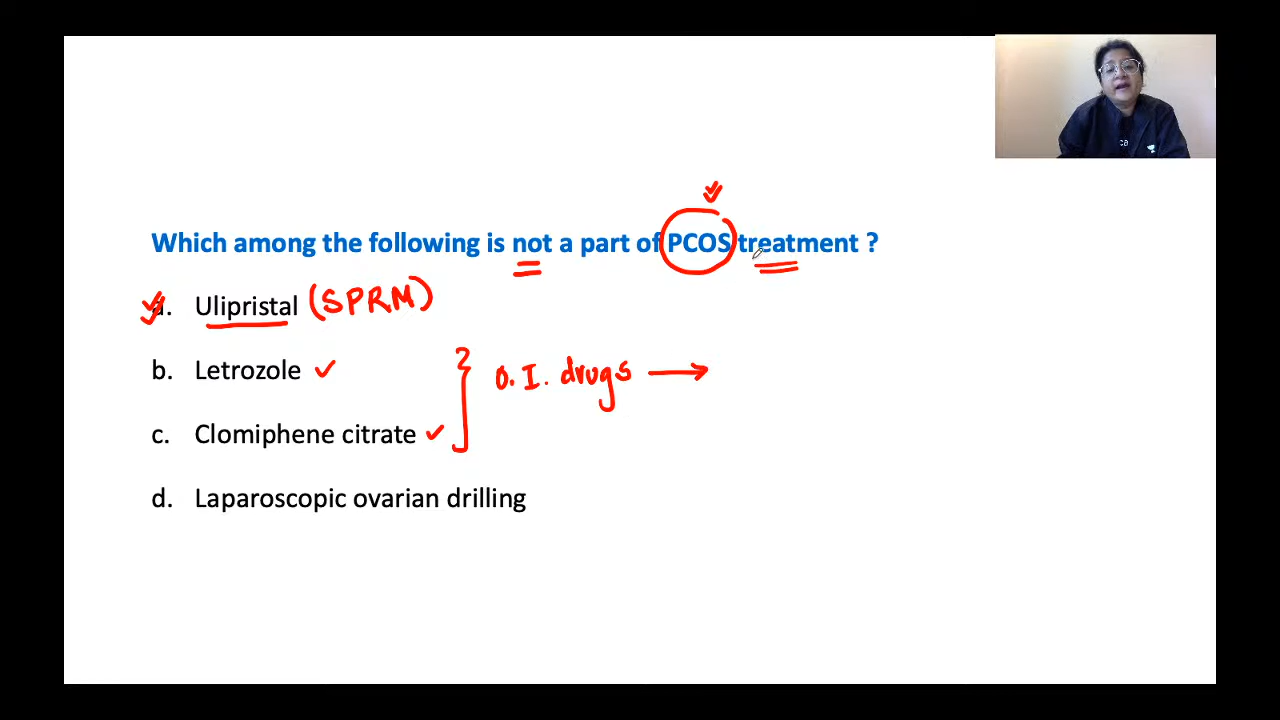 Which among the following is not a part of PCOS treatment ?
a. Ulipristal (SPRM)
b. Letrozole
O. I. drugs
c. Clomiphene citrate
d. Laparoscopic ovarian drilling